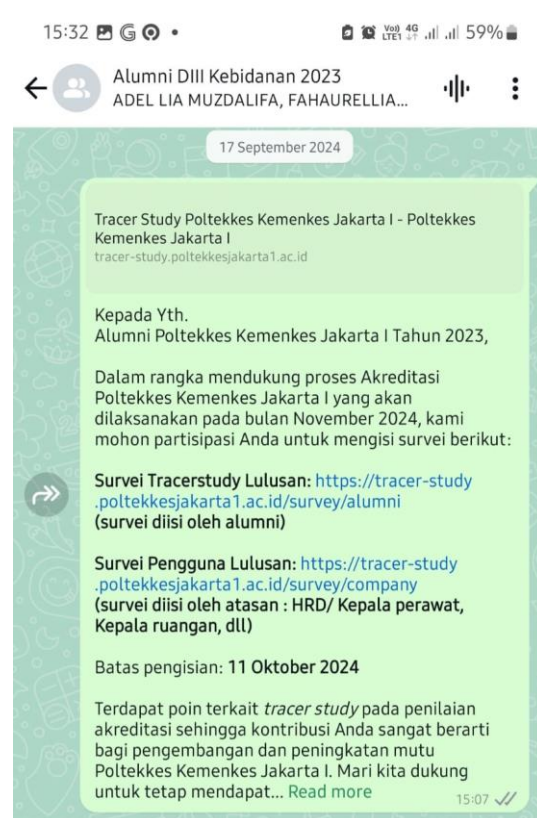 15:32
Voo) 4G LTE1 59%
Alumni DIII Kebidanan 2023
ADEL LIA MUZDALIFA, FAHAURELLIA...
17 September 2024
Tracer Study Poltekkes Kemenkes Jakarta I - Poltekkes
Kemenkes Jakarta I
tracer-study.poltekkesjakarta1.ac.id
Kepada Yth.
Alumni Poltekkes Kemenkes Jakarta I Tahun 2023,
Dalam rangka mendukung proses Akreditasi
Poltekkes Kemenkes Jakarta I yang akan
dilaksanakan pada bulan November 2024, kami
mohon partisipasi Anda untuk mengisi survei berikut:
Survei Tracerstudy Lulusan: https://tracer-study
.poltekkesjakarta1.ac.id/survey/alumni
(survei diisi oleh alumni)
Survei Pengguna Lulusan: https://tracer-study
.poltekkesjakarta1.ac.id/survey/company
(survei diisi oleh atasan : HRD/ Kepala perawat,
Kepala ruangan, dll)
Batas pengisian: 11 Oktober 2024
Terdapat poin terkait tracer study pada penilaian
akreditasi sehingga kontribusi Anda sangat berarti
bagi pengembangan dan peningkatan mutu
Poltekkes Kemenkes Jakarta I. Mari kita dukung
untuk tetap mendapat... Read more
15:07